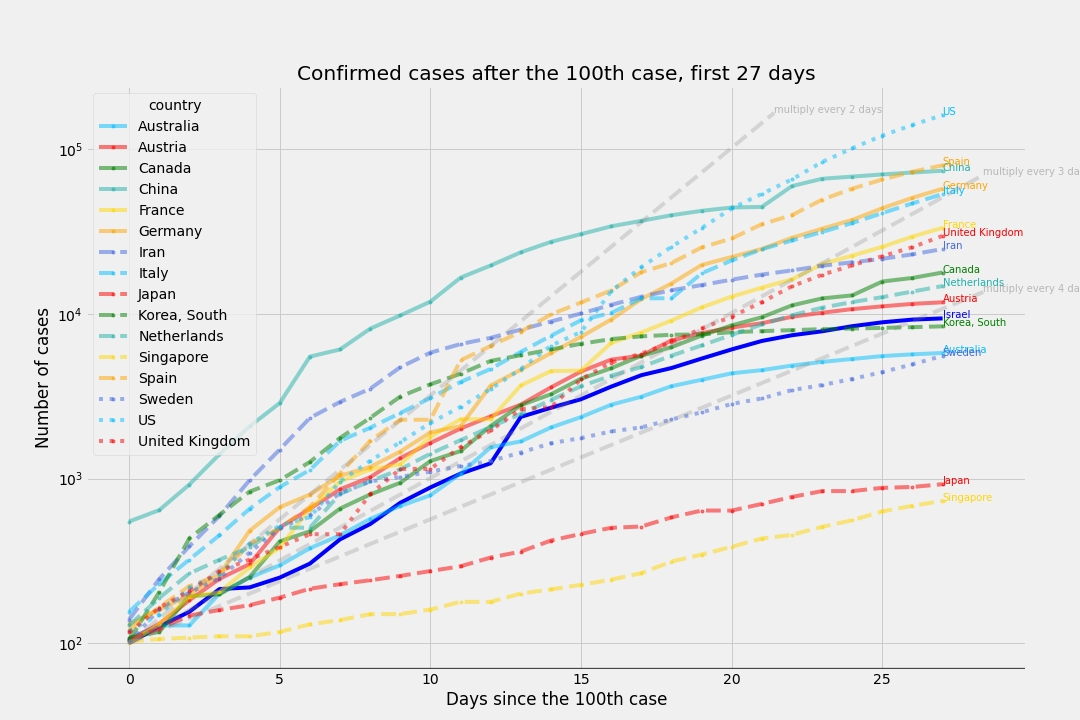 Confirmed cases after the 100th case, first 27 days
country
Australia
Austria
Canada
China
France
Germany
Iran
Italy
Japan
Korea, South
Netherlands
Singapore
Spain
Sweden
US
United Kingdom
multiply every 2 days
US
Spain
China
multiply every 3 da
Germany
Italy
France
United Kingdom
Iran
Canada
Netherlands
multiply every 4 da
Austria
Israel
Korea, South
Australia
Sweden
Japan
Singapore
Number of cases
10⁵
10⁴
10³
10²
0 5 10 15 20 25
Days since the 100th case